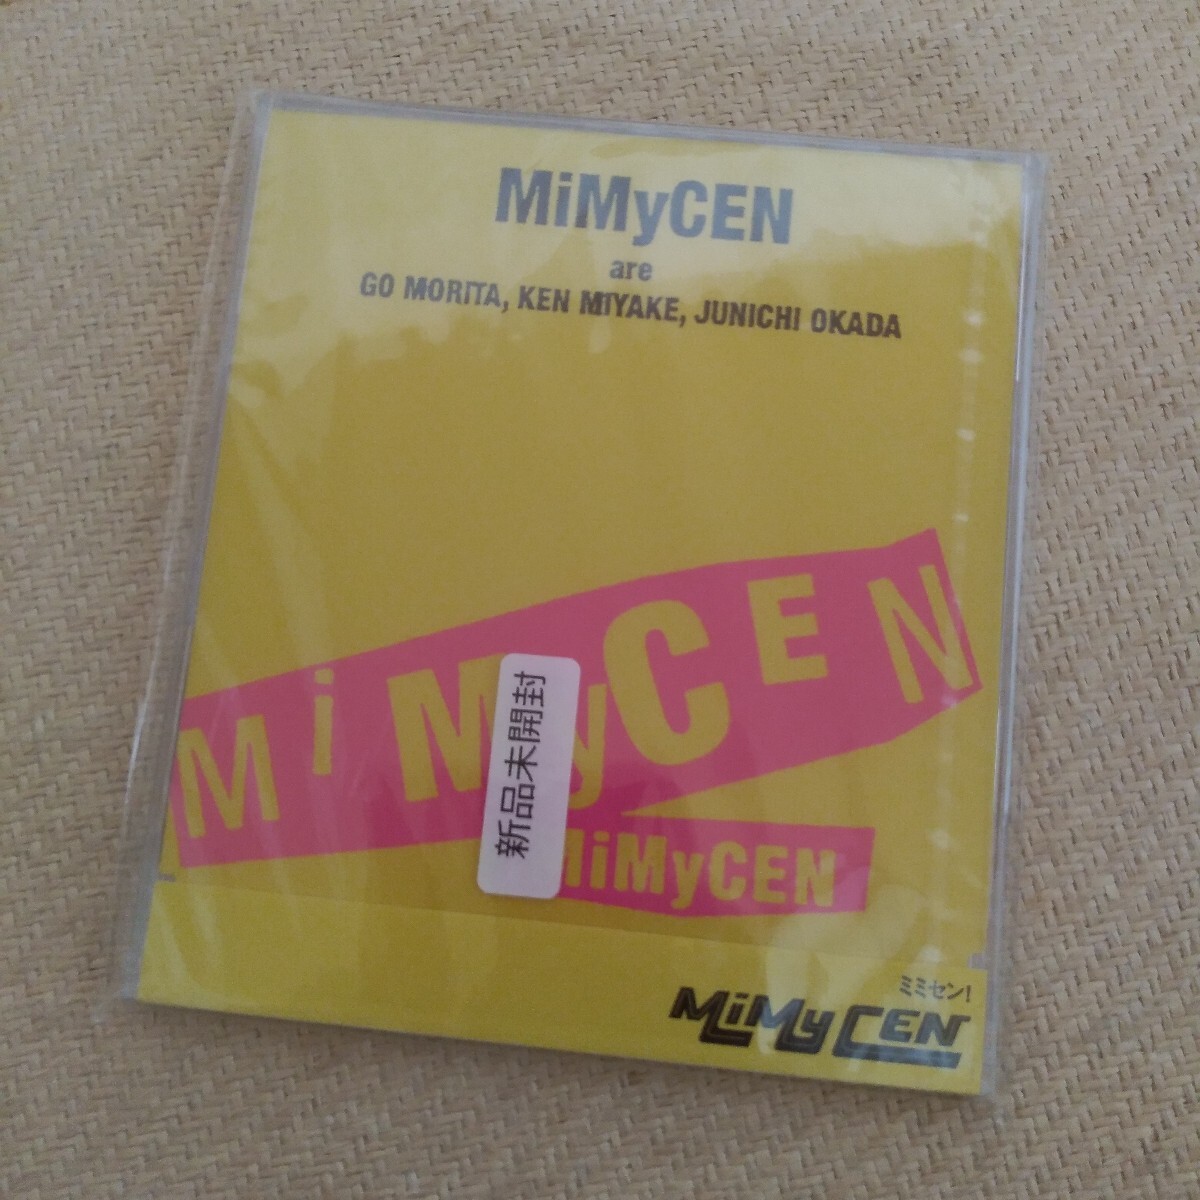 MiMyCEN
are
GO MORITA, KEN MIYAKE, JUNICHI OKADA
MiMyCEN
新品未開封
MiMyCEN
ミミセン!
MiMyCEN